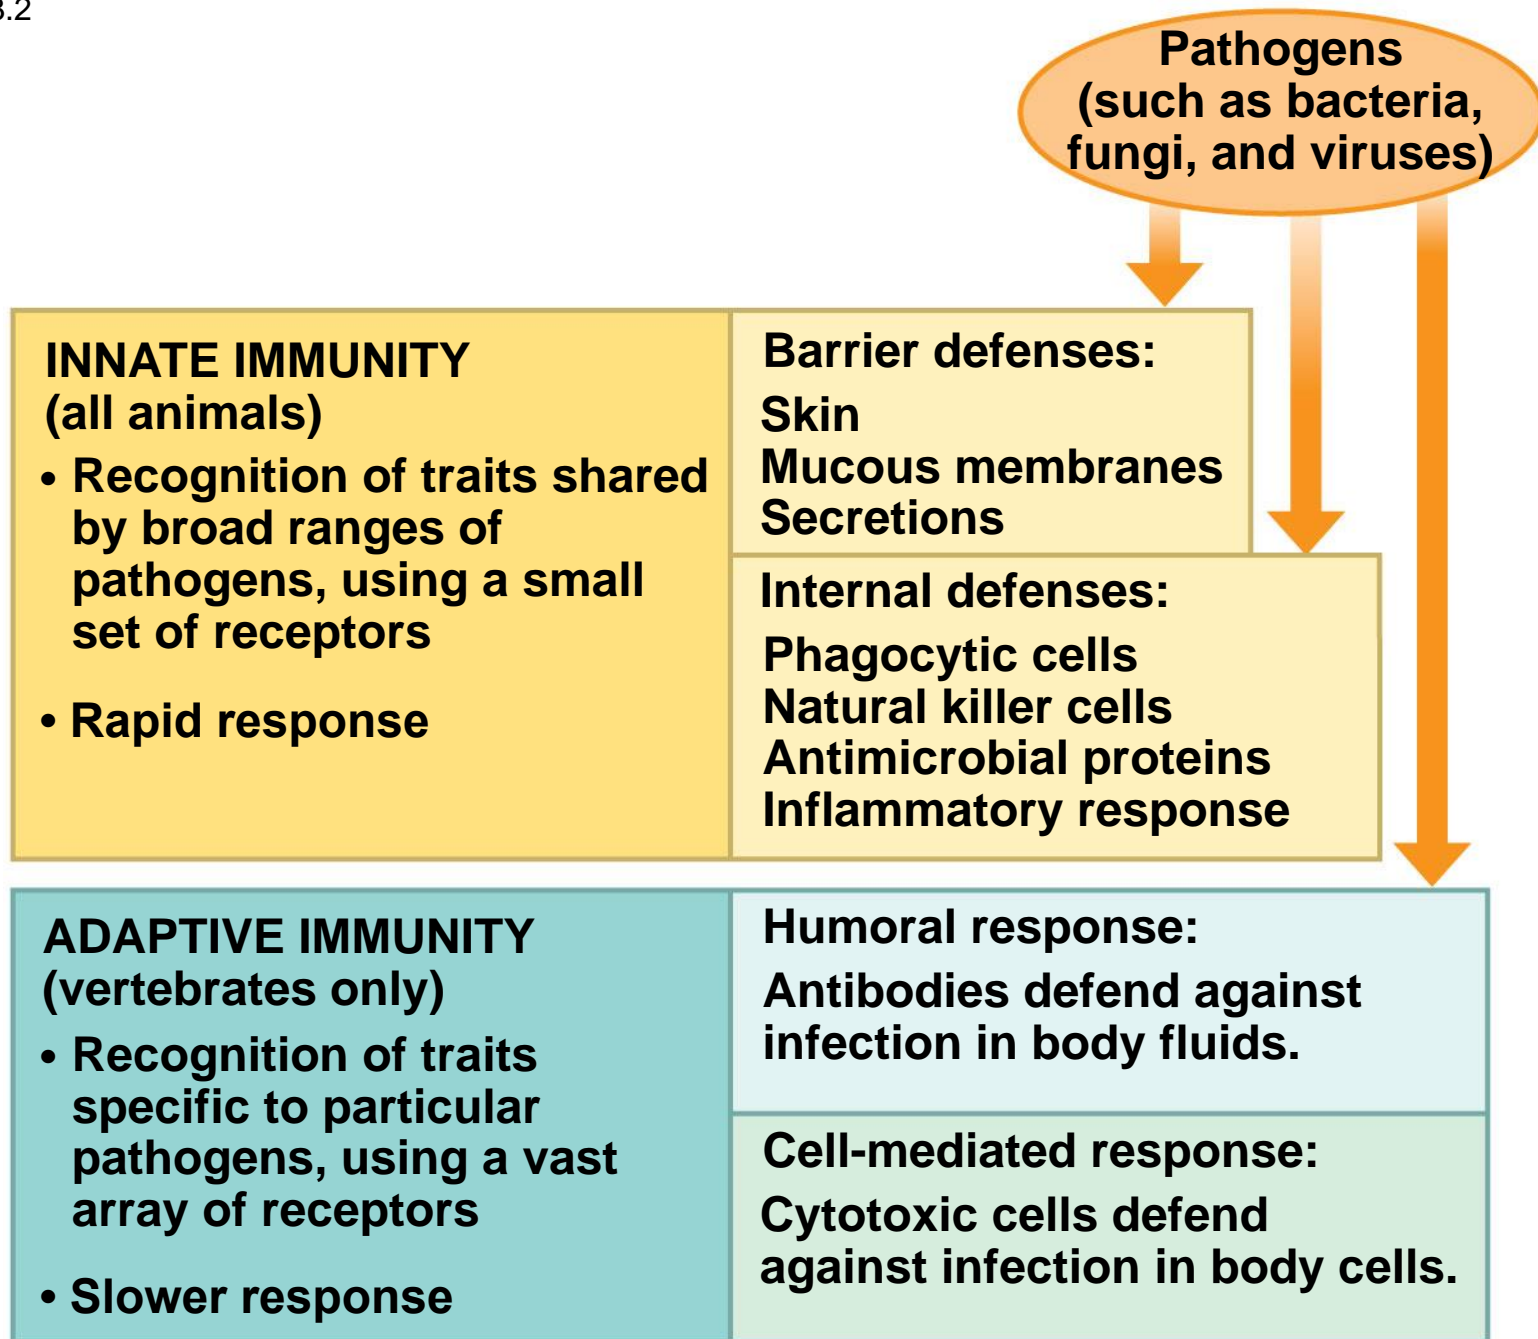 3.2
Pathogens
(such as bacteria,
fungi, and viruses)
INNATE IMMUNITY
(all animals)
• Recognition of traits shared
by broad ranges of
pathogens, using a small
set of receptors
• Rapid response
Barrier defenses:
Skin
Mucous membranes
Secretions
Internal defenses:
Phagocytic cells
Natural killer cells
Antimicrobial proteins
Inflammatory response
ADAPTIVE IMMUNITY
(vertebrates only)
• Recognition of traits
specific to particular
pathogens, using a vast
array of receptors
• Slower response
Humoral response:
Antibodies defend against
infection in body fluids.
Cell-mediated response:
Cytotoxic cells defend
against infection in body cells.